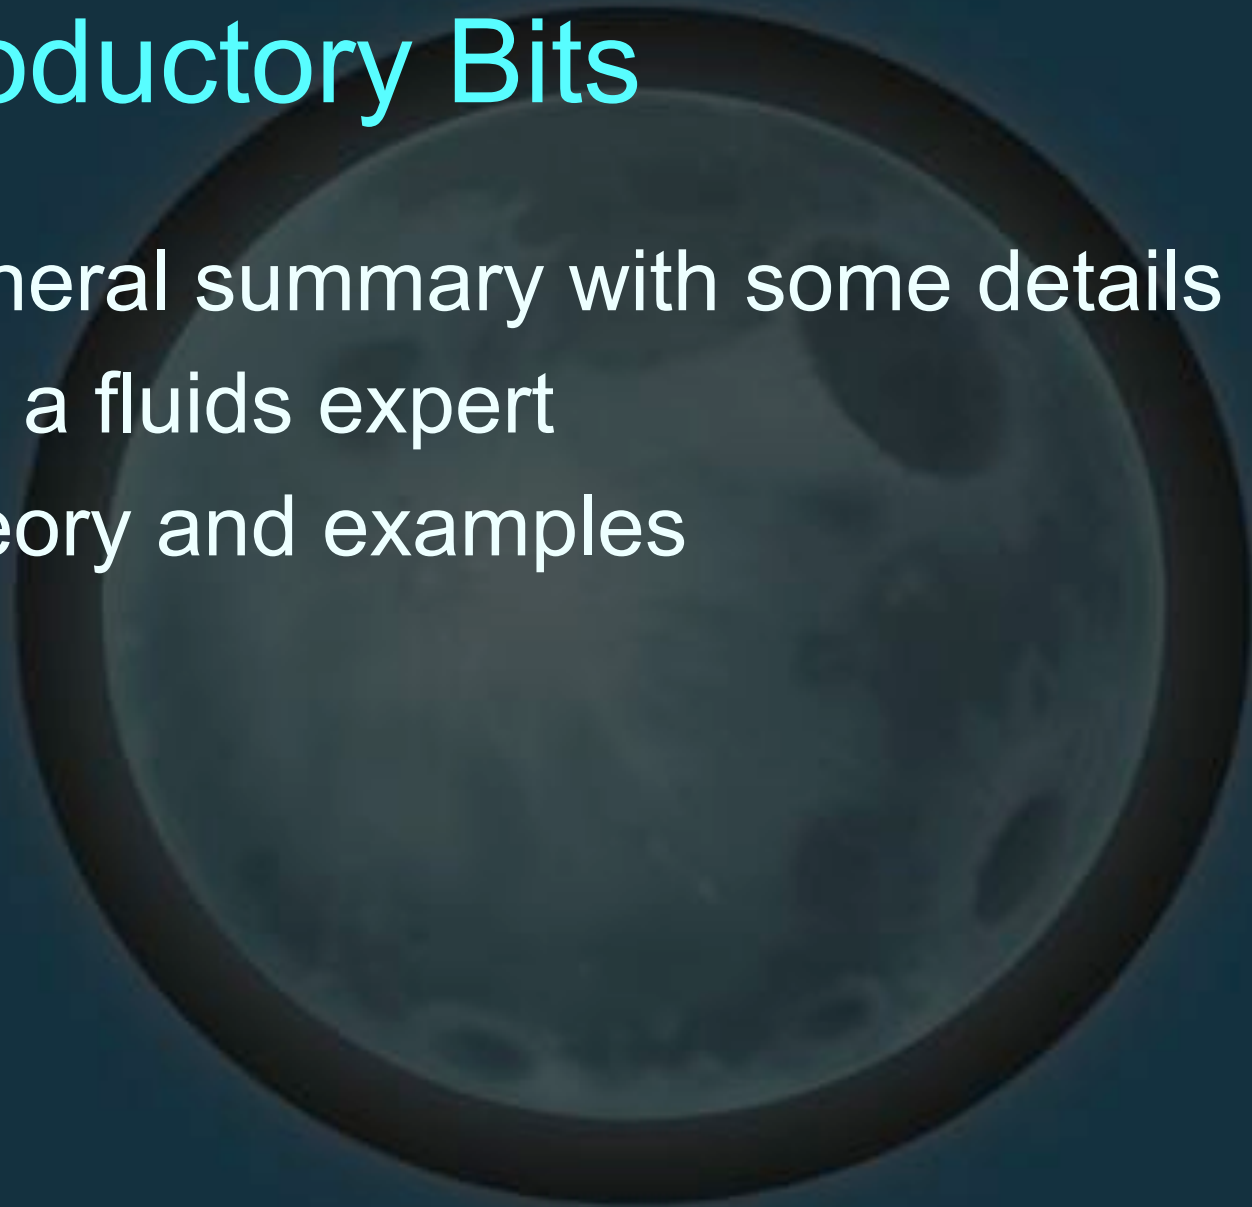 oductory Bits
neral summary with some details
a fluids expert
eory and examples